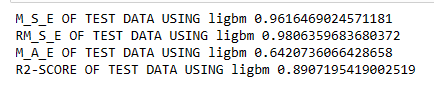 M_S_E OF TEST DATA USING ligbm 0.9616469024571181
RM_S_E OF TEST DATA USING ligbm 0.9806359683680372
M_A_E OF TEST DATA USING ligbm 0.6420736066428658
R2-SCORE OF TEST DATA USING ligbm 0.8907195419002519